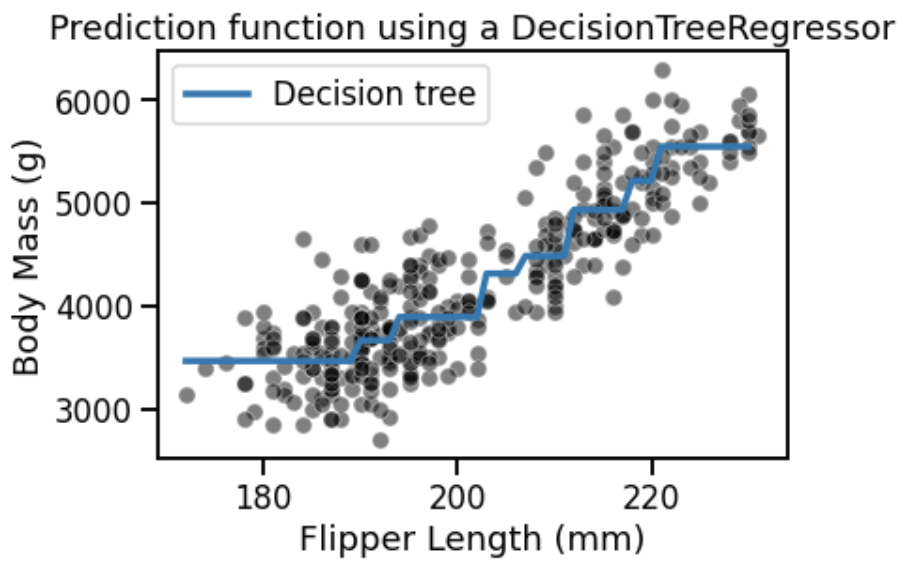 Prediction function using a DecisionTreeRegressor
Decision tree
6000
5000
4000
3000
Body Mass (g)
180 200 220
Flipper Length (mm)